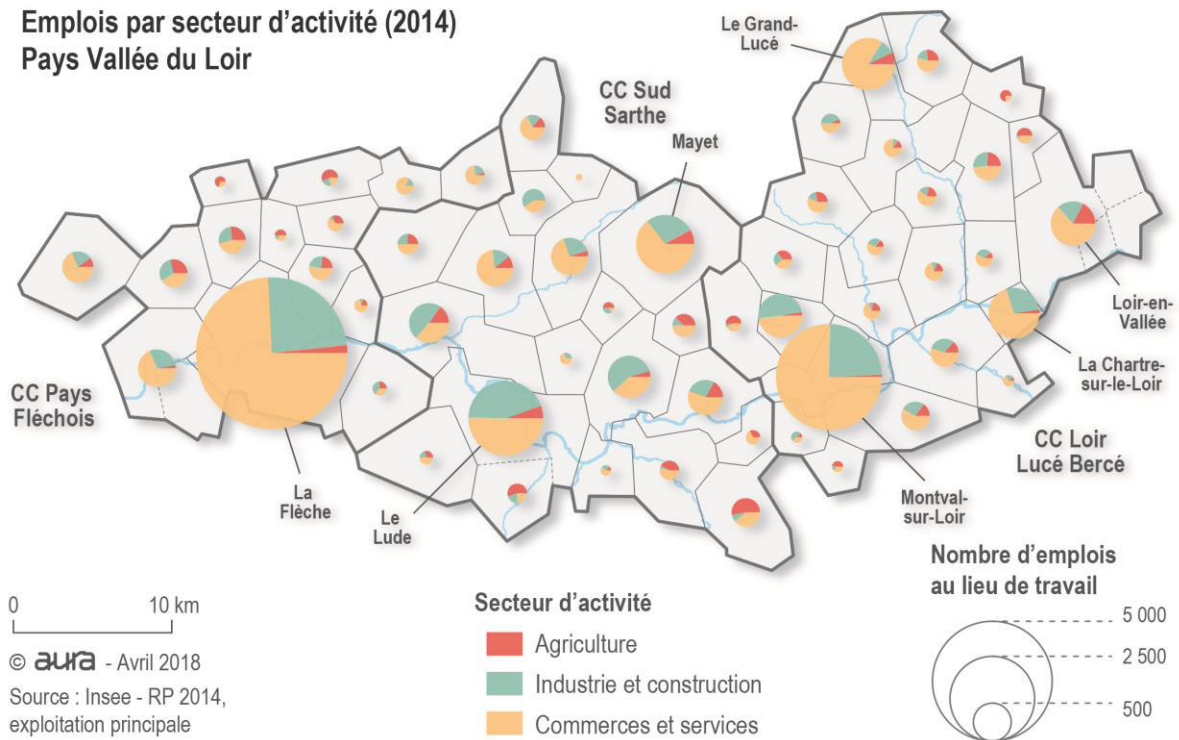 Emplois par secteur d'activité (2014)
Pays Vallée du Loir
Le Grand-
Lucé
CC Sud
Sarthe
Mayet
Loir-en-
Vallée
La Chartre-
sur-le-Loir
CC Pays
Fléchois
CC Loir
Lucé Bercé
La
Flèche
Le
Lude
Montval-
sur-Loir
0 10 km
© aura - Avril 2018
Source : Insee - RP 2014,
exploitation principale
Secteur d'activité
Agriculture
Industrie et construction
Commerces et services
Nombre d'emplois
au lieu de travail
5 000
2 500
500